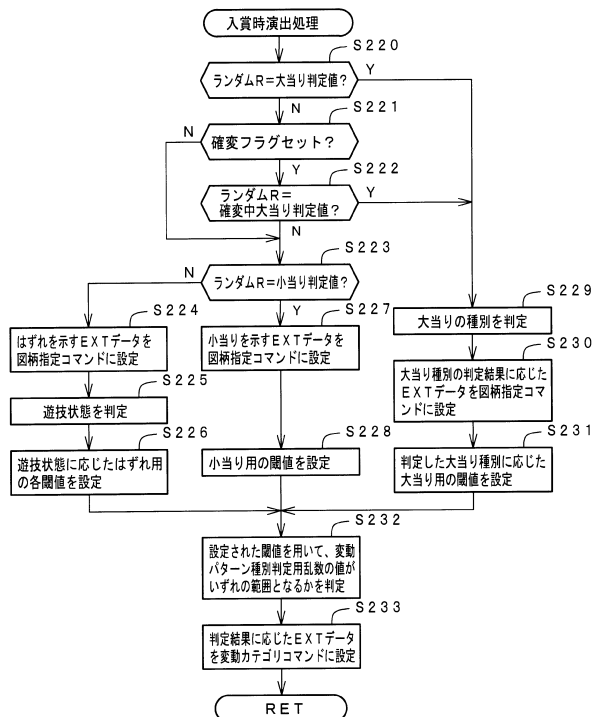 入賞時演出処理
S220
ランダムR=大当り判定値?
Y
N
S221
確変フラグセット?
N
Y
S222
ランダムR=
確変中大当り判定値?
Y
N
S223
ランダムR=小当り判定値?
N
Y
S224
はずれを示すEXTデータを
図柄指定コマンドに設定
S225
遊技状態を判定
S226
遊技状態に応じたはずれ用
の各閾値を設定
S227
小当りを示すEXTデータを
図柄指定コマンドに設定
S228
小当り用の閾値を設定
S229
大当りの種別を判定
S230
大当り種別の判定結果に応じた
EXTデータを図柄指定コマ
ンドに設定
S231
判定した大当り種別に応じた
大当り用の閾値を設定
S232
設定された閾値を用いて、変動
パターン種別判定用乱数の値が
いずれの範囲となるかを判定
S233
判定結果に応じたEXTデータ
を変動カテゴリコマンドに設定
RET